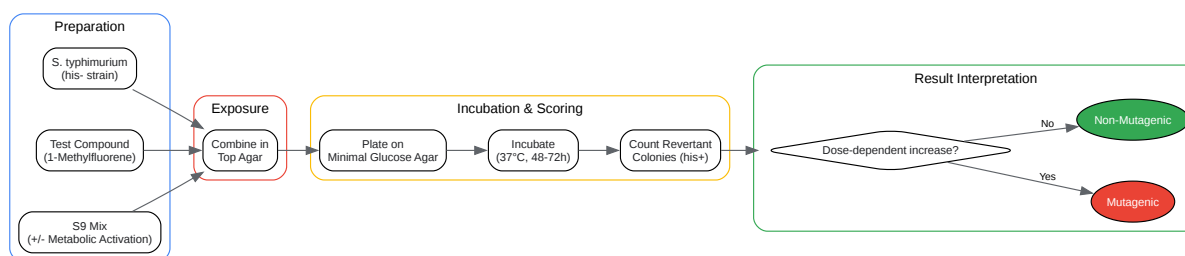 Preparation
S. typhimurium
(his- strain)
Test Compound
(1-Methylfluorene)
S9 Mix
(+/- Metabolic Activation)
Exposure
Combine in
Top Agar
Incubation & Scoring
Plate on
Minimal Glucose Agar
Incubate
(37°C, 48-72h)
Count Revertant
Colonies (his+)
Result Interpretation
Dose-dependent increase?
No
Non-Mutagenic
Yes
Mutagenic